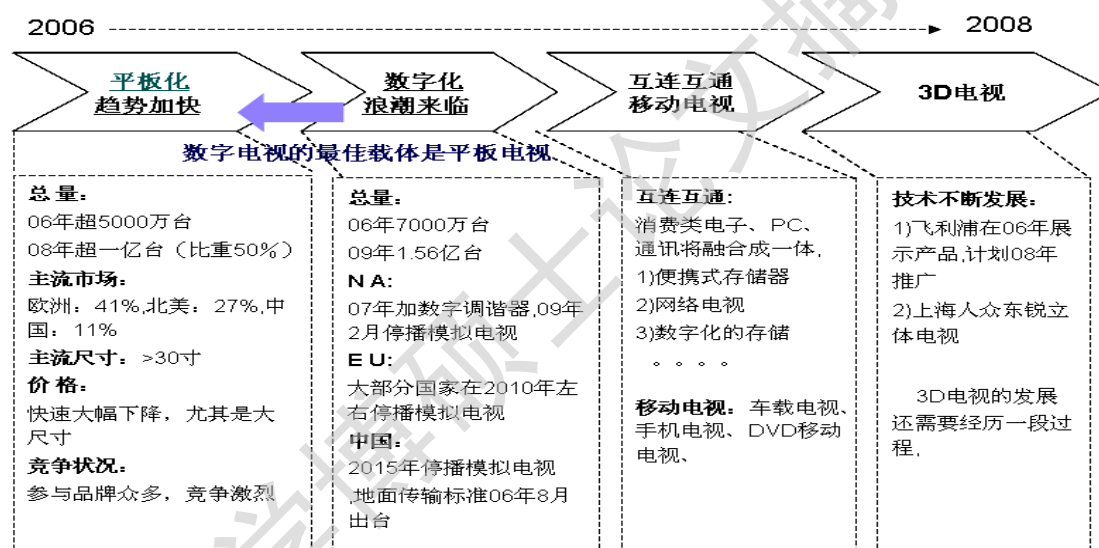 2006
2008
平板化
趋势加快
数字化
浪潮来临
互连互通
移动电视
3D电视
数字电视的最佳载体是平板电视
总量：
06年超5000万台
08年超一亿台（比重50%）
主流市场：
欧洲：41%,北美：27%,中
国：11%
主流尺寸：>30寸
价格：
快速大幅下降，尤其是大
尺寸
竞争状况：
参与品牌众多，竞争激烈
总量：
06年7000万台
09年1.56亿台
N A:
07年加数字调谐器,09年
2月停播模拟电视
E U:
大部分国家在2010年左
右停播模拟电视
中国：
2015年停播模拟电视
,地面传输标准06年8月
出台
互连互通:
消费类电子、PC、
通讯将融合成一体,
1)便携式存储器
2)网络电视
3)数字化的存储
。。。。
移动电视：车载电视、
手机电视、DVD移动
电视、
技术不断发展：
1)飞利浦在06年展
示产品,计划08年
推广
2)上海人众东锐立
体电视
3D电视的发展
还需要经历一段过
程,
学博硕士论文摘